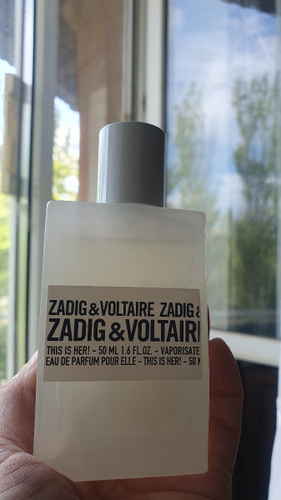 ZADIG & VOLTAIRE ZADIG &
ZADIG & VOLTAIR
THIS IS HER! – 50 ML 1.6 FL.OZ. – VAPORISATE
EAU DE PARFUM POUR ELLE – THIS IS HER! – 50